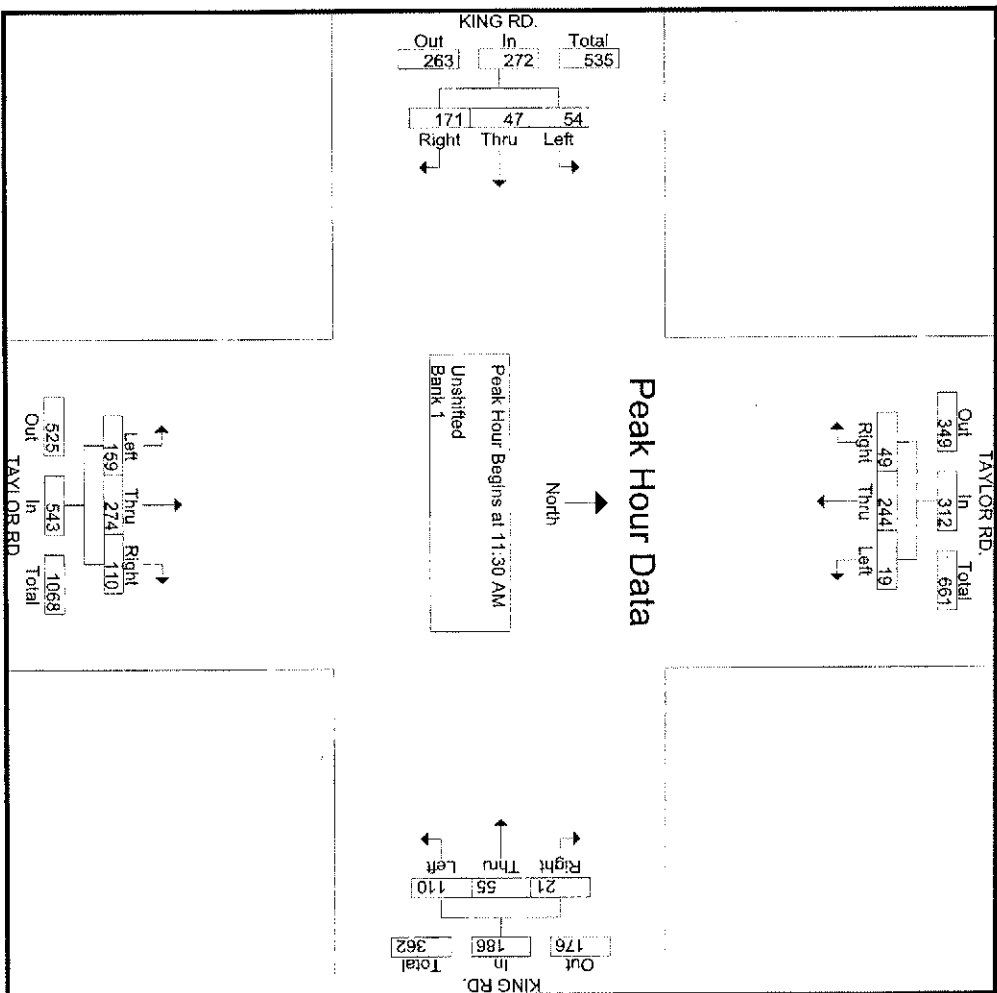 KING RD.
Out In Total
263 272 535
171 47 54
Right Thru Left
TAYLOR RD.
Out In Total
349 312 661
49 244 19
Right Thru Left
Peak Hour Data
North
Peak Hour Begins at 11:30 AM
Unshifted
Bank 1
Left Thru Right
159 274 110
525 543 1068
Out In Total
TAYLOR RD.
Right Thru Left
21 55 110
176 186 362
Out In Total
KING RD.